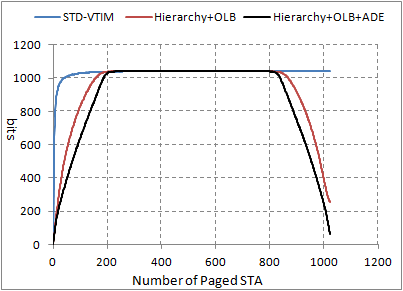 STD-VTIM Hierarchy+OLB Hierarchy+OLB+ADE
1200
1000
800
600
400
200
0
bits
0 200 400 600 800 1000 1200
Number of Paged STA